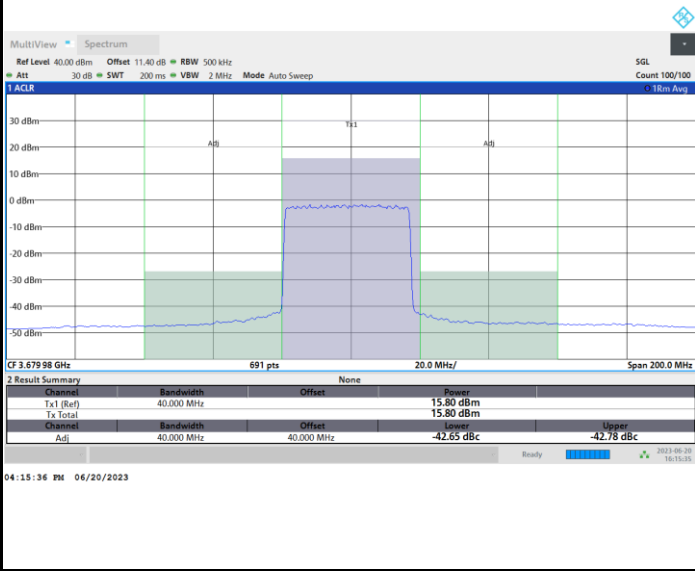 MultiView Spectrum
Ref Level 40.00 dBm Offset 11.40 dB RBW 500 kHz SGL
Att 30 dB SWT 200 ms VBW 2 MHz Mode Auto Sweep Count 100/100
1 ACLR 1Rm Avg
30 dBm
Tx1
20 dBm
Adj Adj
10 dBm
0 dBm
-10 dBm
-20 dBm
-30 dBm
-40 dBm
-50 dBm
CF 3.67998 GHz 691 pts 20.0 MHz/ Span 200.0 MHz
2 Result Summary None
Channel Bandwidth Offset Power
Tx1 (Ref) 40.000 MHz 15.80 dBm
Tx Total 15.80 dBm
Channel Bandwidth Offset Lower Upper
Adj 40.000 MHz 40.000 MHz -42.65 dBc -42.78 dBc
Ready 2023-06-20
16:15:35
04:15:36 PM 06/20/2023